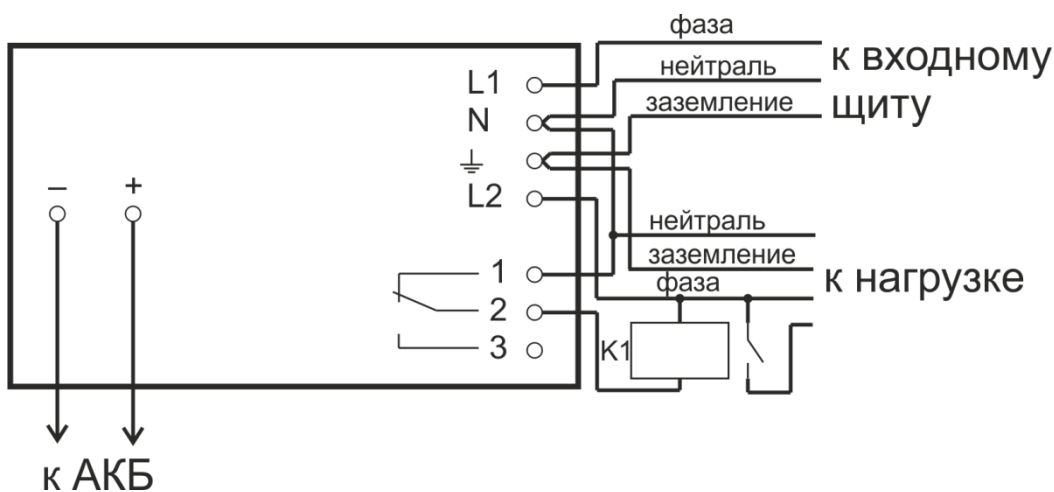 фаза
к входному
L1
нейтраль
N
заземление
щиту
– +
L2
нейтраль
заземление
1
фаза
к нагрузке
2
3
K1
к АКБ